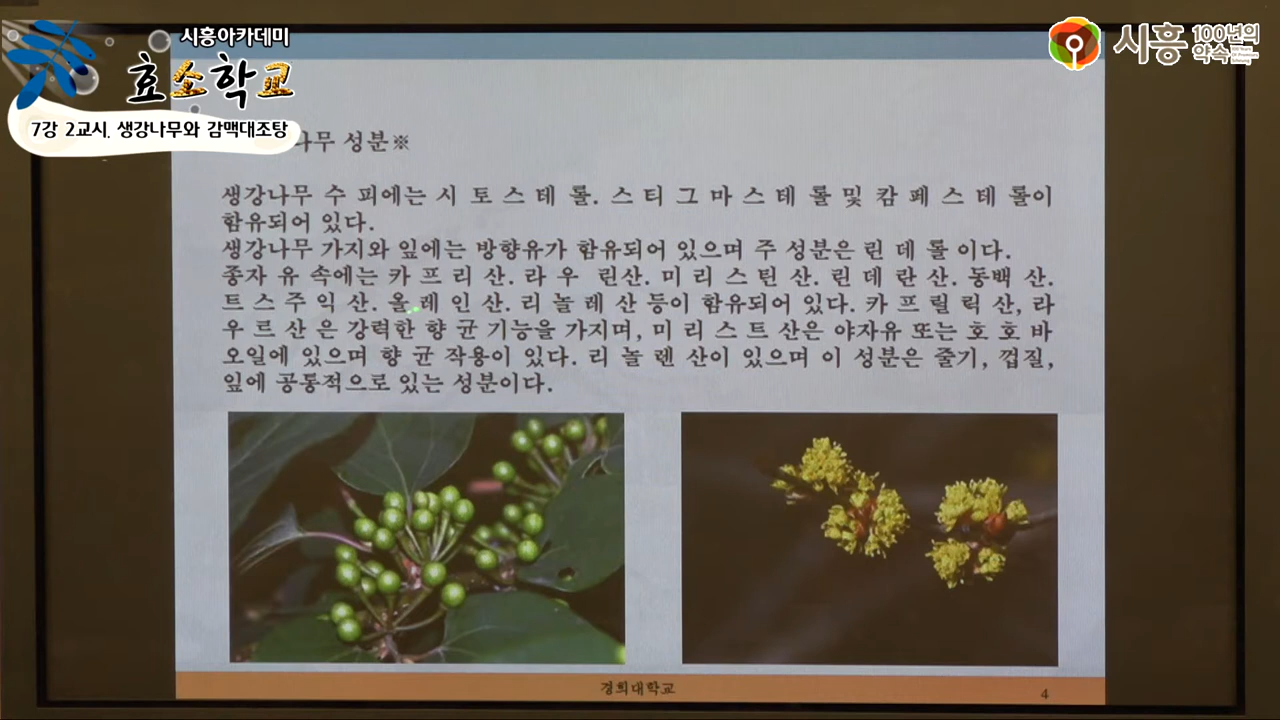 시흥아카데미
효소학교
7강 2교시. 생강나무와 감맥대조탕
시흥 100년의 약속
나무 성분※
생강나무 수 피에는 시 토 스 테 롤. 스 티 그 마 스 테 롤 및 캄 페 스 테 롤이
함유되어 있다.
생강나무 가지와 잎에는 방향유가 함유되어 있으며 주 성분은 린 데 롤 이다.
종자 유 속에는 카 프 리 산. 라 우 린산. 미 리 스 틴 산. 린 데 란 산. 동백 산.
트 스 주 익 산. 올 레 인 산. 리 놀 레 산 등이 함유되어 있다. 카 프 릴 릭 산, 라
우 르 산 은 강력한 향 균 기능을 가지며, 미 리 스 트 산은 야자유 또는 호 호 바
오일에 있으며 향 균 작용이 있다. 리 놀 렌 산이 있으며 이 성분은 줄기, 껍질,
잎에 공통적으로 있는 성분이다.
경희대학교
4